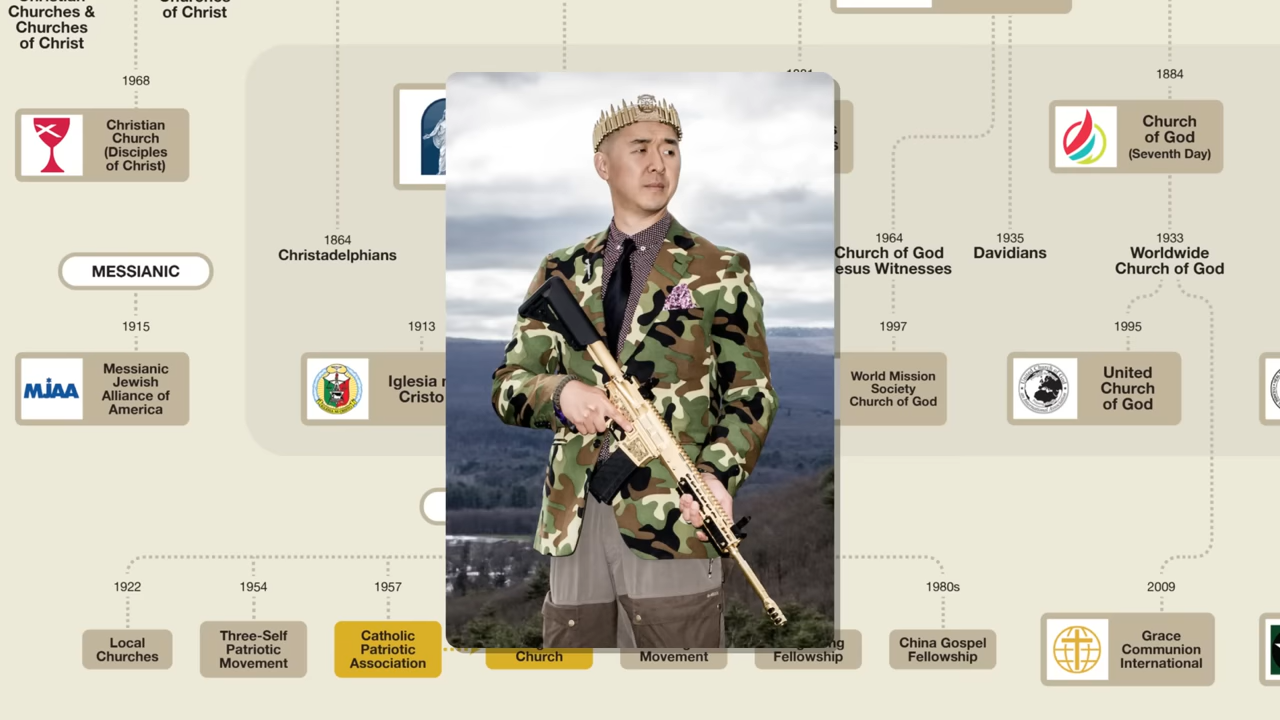 Churches &
Churches
of Christ
of Christ
1968
Christian
Church
(Disciples
of Christ)
1884
Church
of God
(Seventh Day)
1864
Christadelphians
1964
Church of God
esus Witnesses
1935
Davidians
1933
Worldwide
Church of God
MESSIANIC
1915
MJAA
Messianic
Jewish
Alliance of
America
1913
Iglesia
Cristo
1997
World Mission
Society
Church of God
1995
United
Church
of God
1922
Local
Churches
1954
Three-Self
Patriotic
Movement
1957
Catholic
Patriotic
Association
Church
Movement
Fellowship
1980s
China Gospel
Fellowship
2009
Grace
Communion
International